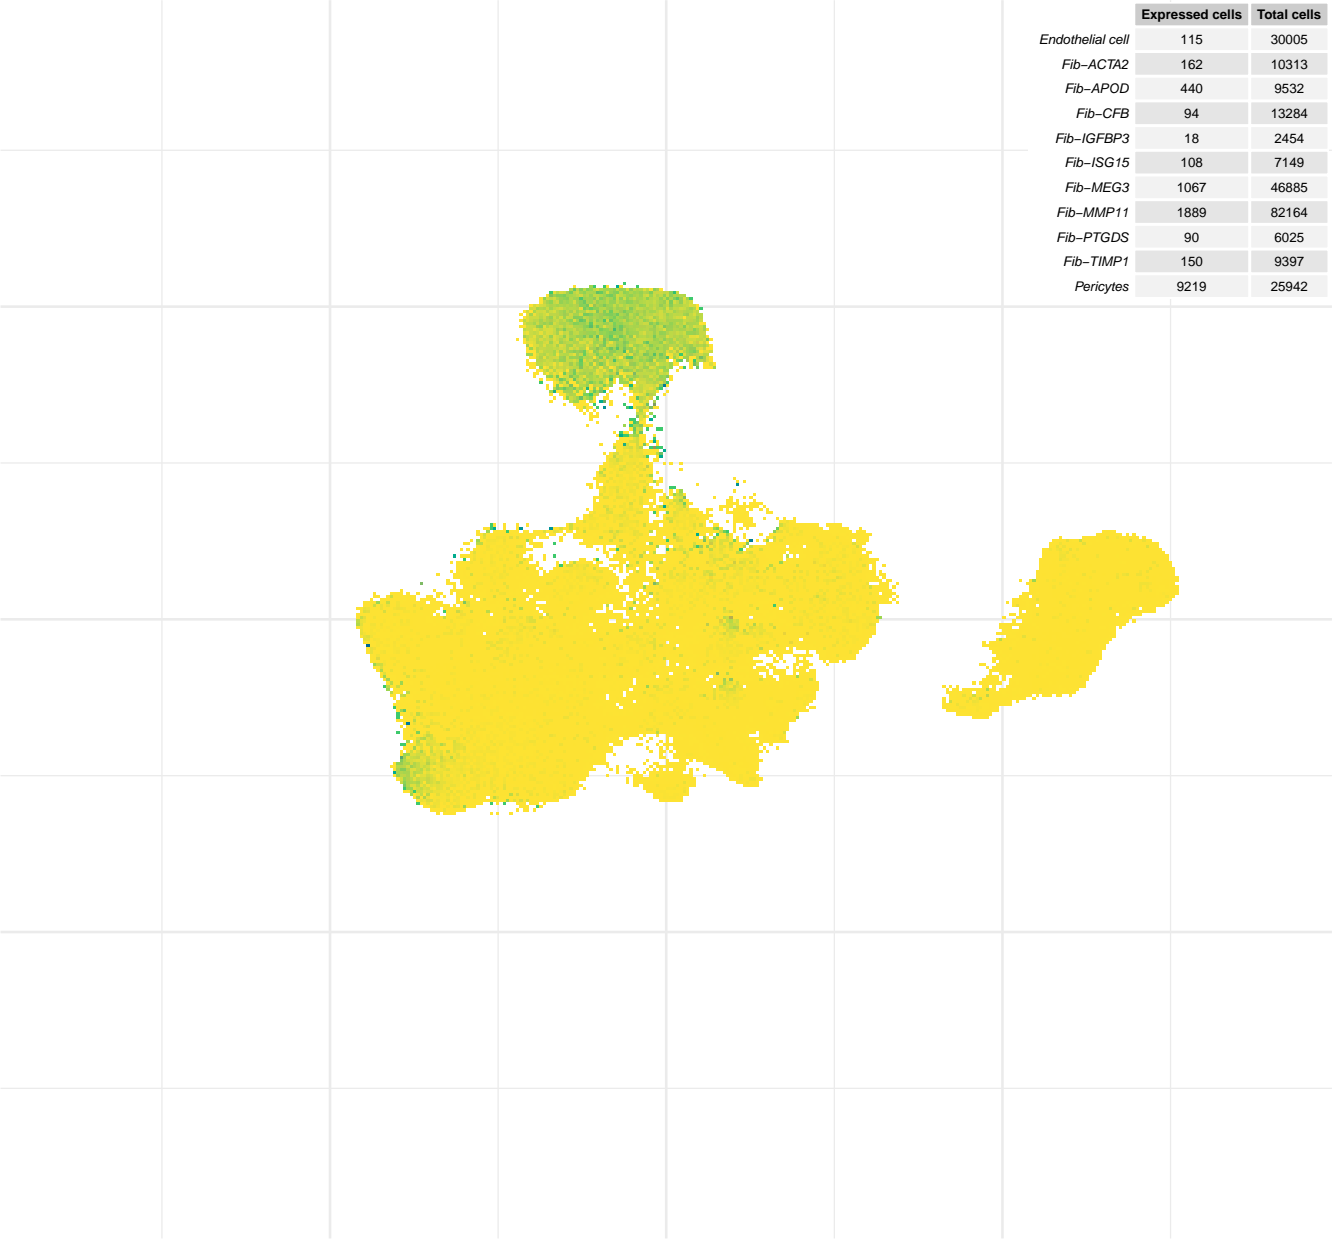 Expressed cells Total cells
Endothelial cell 115 30005
Fib−ACTA2 162 10313
Fib−APOD 440 9532
Fib−CFB 94 13284
Fib−IGFBP3 18 2454
Fib−ISG15 108 7149
Fib−MEG3 1067 46885
Fib−MMP11 1889 82164
Fib−PTGDS 90 6025
Fib−TIMP1 150 9397
Pericytes 9219 25942